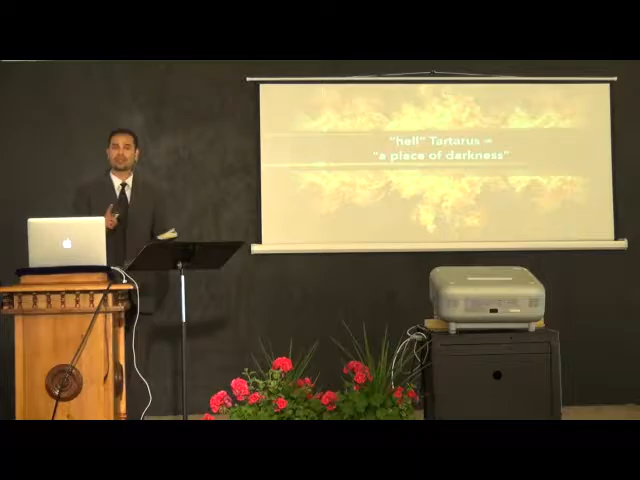 "hell" Tartarus =
"a place of darkness"